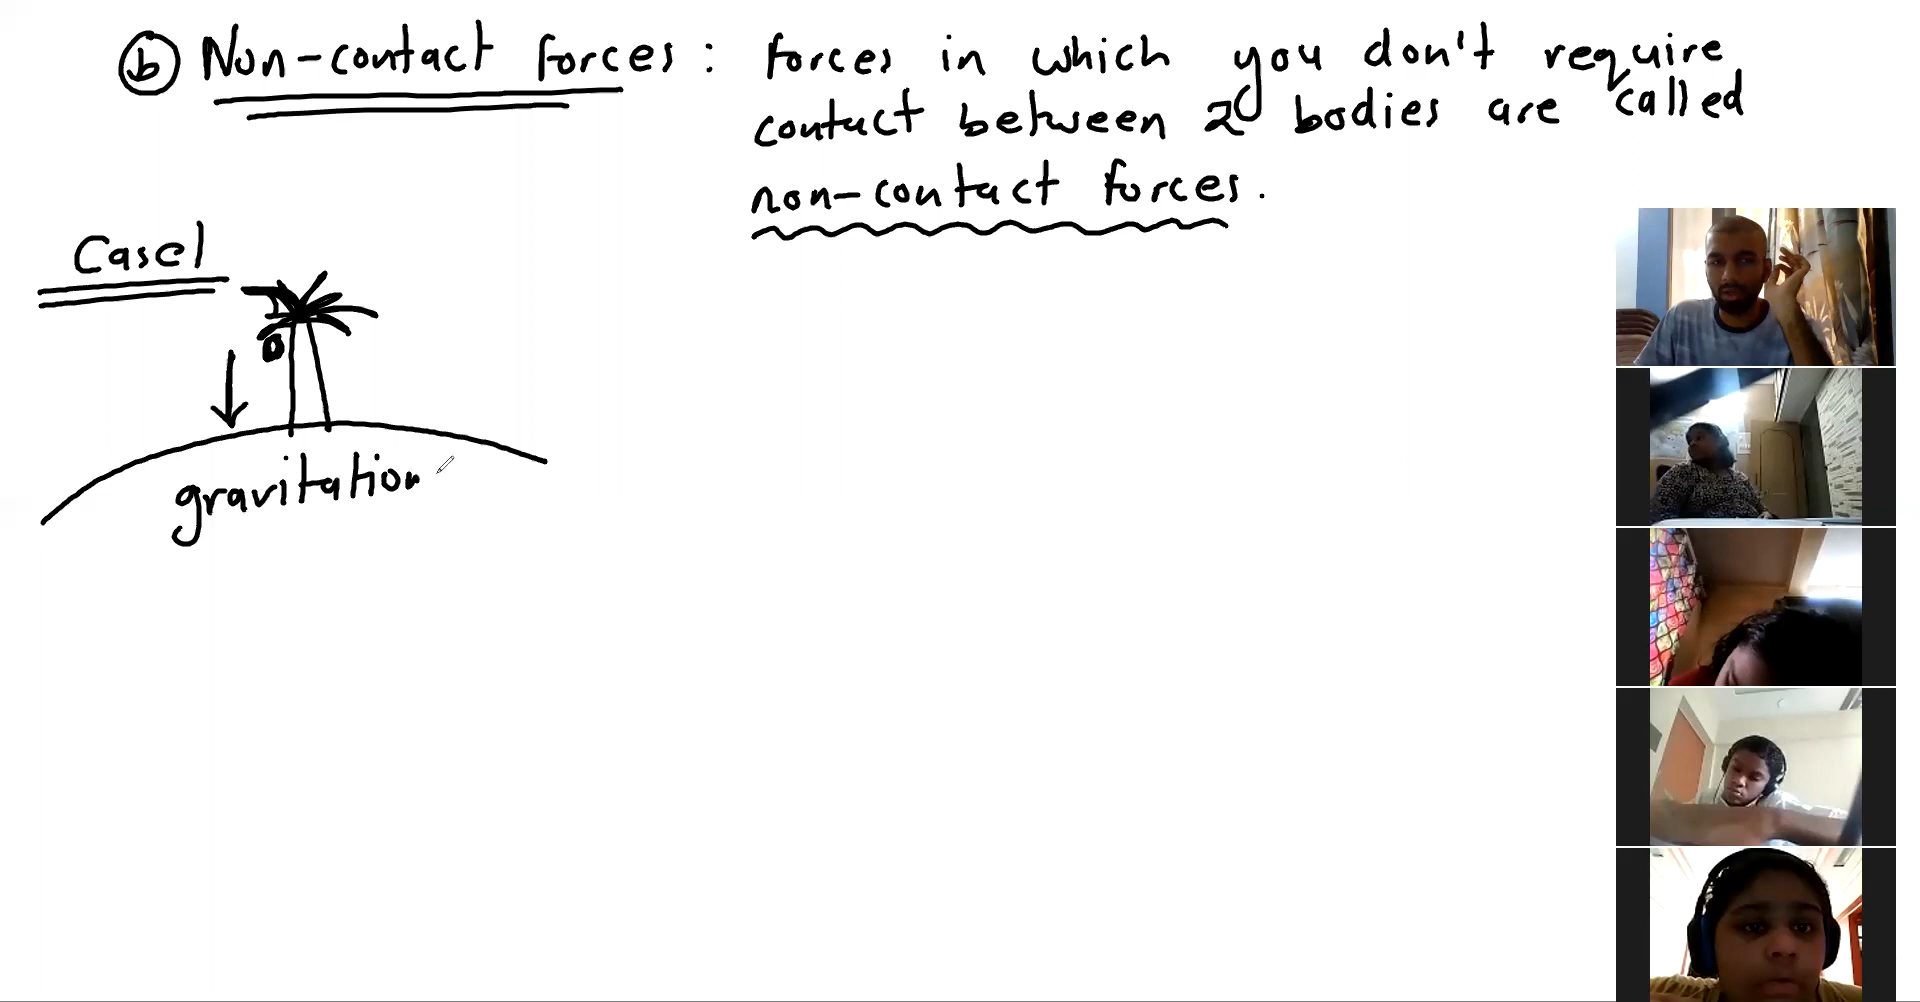 b Non-contact forces : forces in which you don't require
contact between 2 bodies are called
non-contact forces.
Case1
gravitation